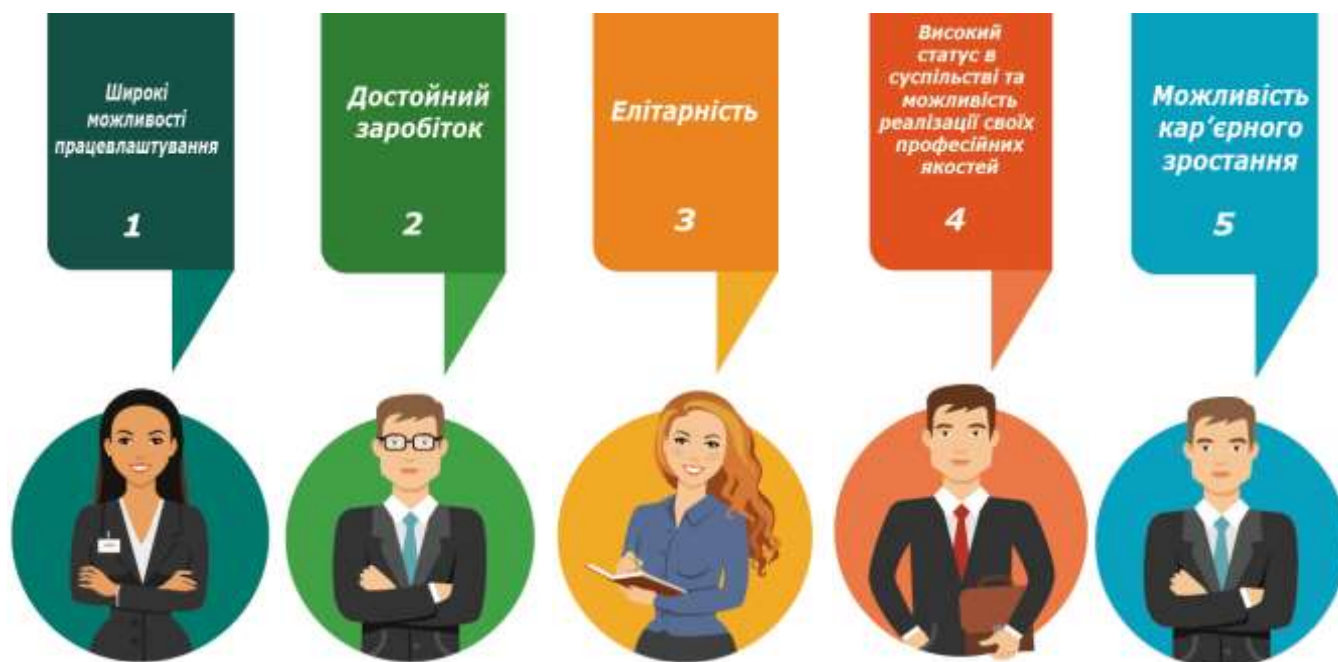 Широкі
можливості
працевлаштування
1
Достойний
заробіток
2
Елітарність
3
Високий
статус в
суспільстві та
можливість
реалізації своїх
професійних
якостей
4
Можливість
кар’єрного
зростання
5